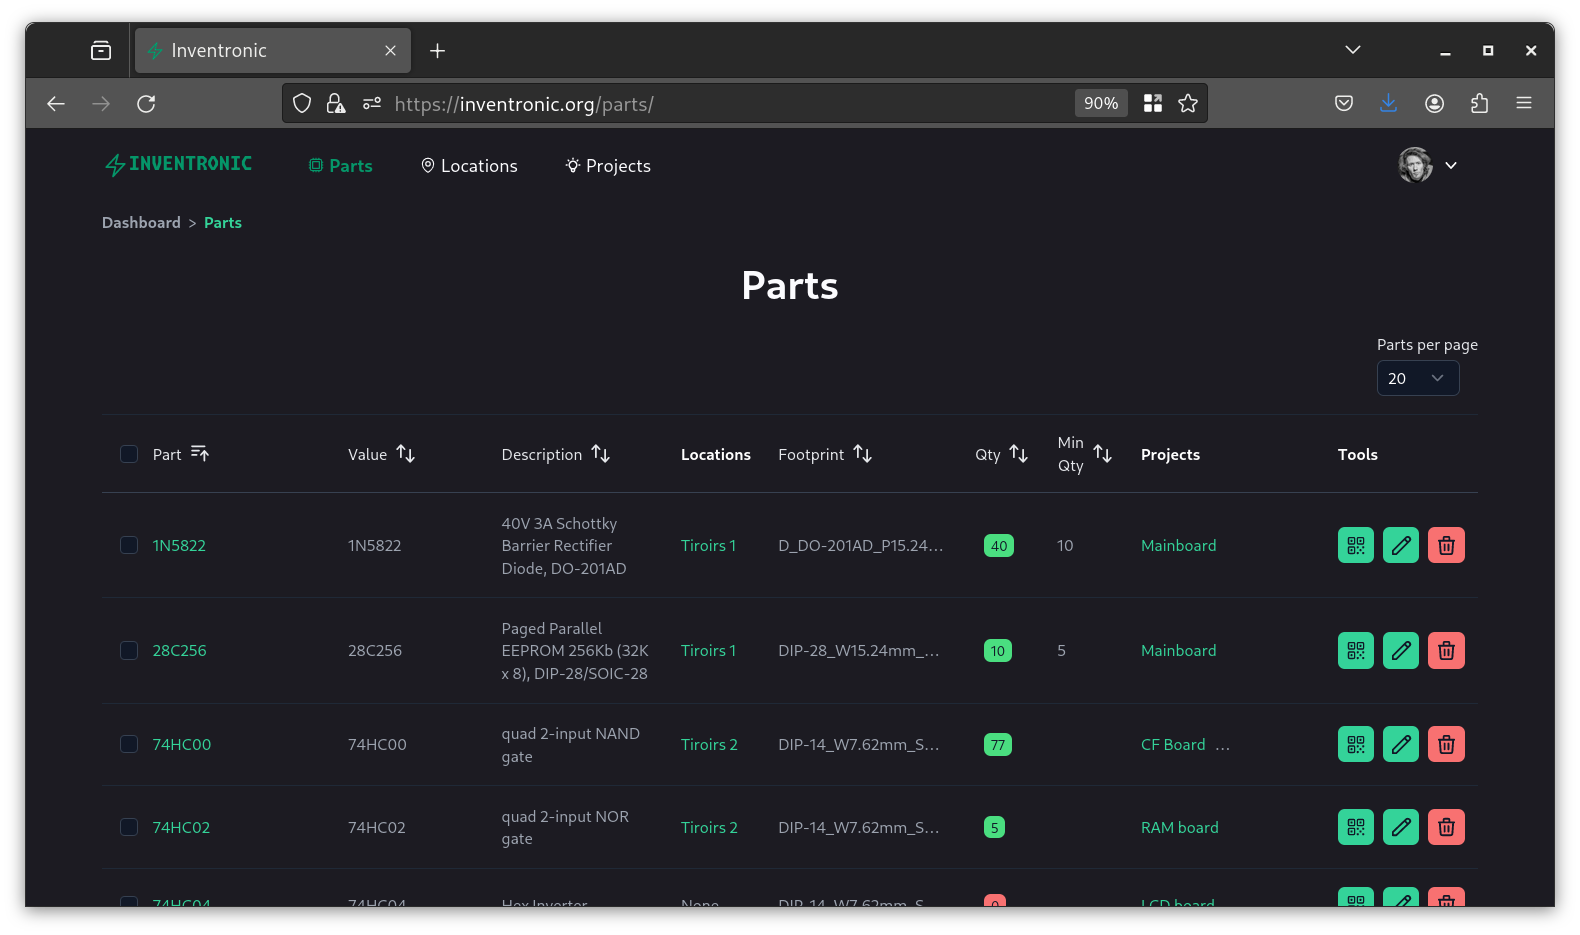 Inventronic
https://inventronic.org/parts/
90%
INVENTRONIC
Parts
Locations
Projects
Dashboard > Parts
Parts
Parts per page
20
Part
Value
Description
Locations
Footprint
Qty
Min
Qty
Projects
Tools
1N5822
1N5822
40V 3A Schottky
Barrier Rectifier
Diode, DO-201AD
Tiroirs 1
D_DO-201AD_P15.24...
40
10
Mainboard
28C256
28C256
Paged Parallel
EEPROM 256Kb (32K
x 8), DIP-28/SOIC-28
Tiroirs 1
DIP-28_W15.24mm_...
10
5
Mainboard
74HC00
74HC00
quad 2-input NAND
gate
Tiroirs 2
DIP-14_W7.62mm_S...
77
CF Board ...
74HC02
74HC02
quad 2-input NOR
gate
Tiroirs 2
DIP-14_W7.62mm_S...
5
RAM board
74HC04
74HC04
Hex Inverter
None
DIP-14_W7.62mm_S...
0
LCD board